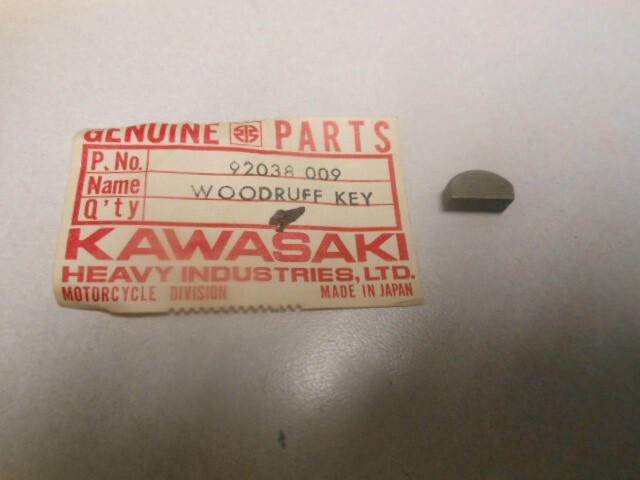 GENUINE PARTS
P. No. 92038 009
Name WOODRUFF KEY
Q'ty
KAWASAKI
HEAVY INDUSTRIES, LTD.
MOTORCYCLE DIVISION MADE IN JAPAN